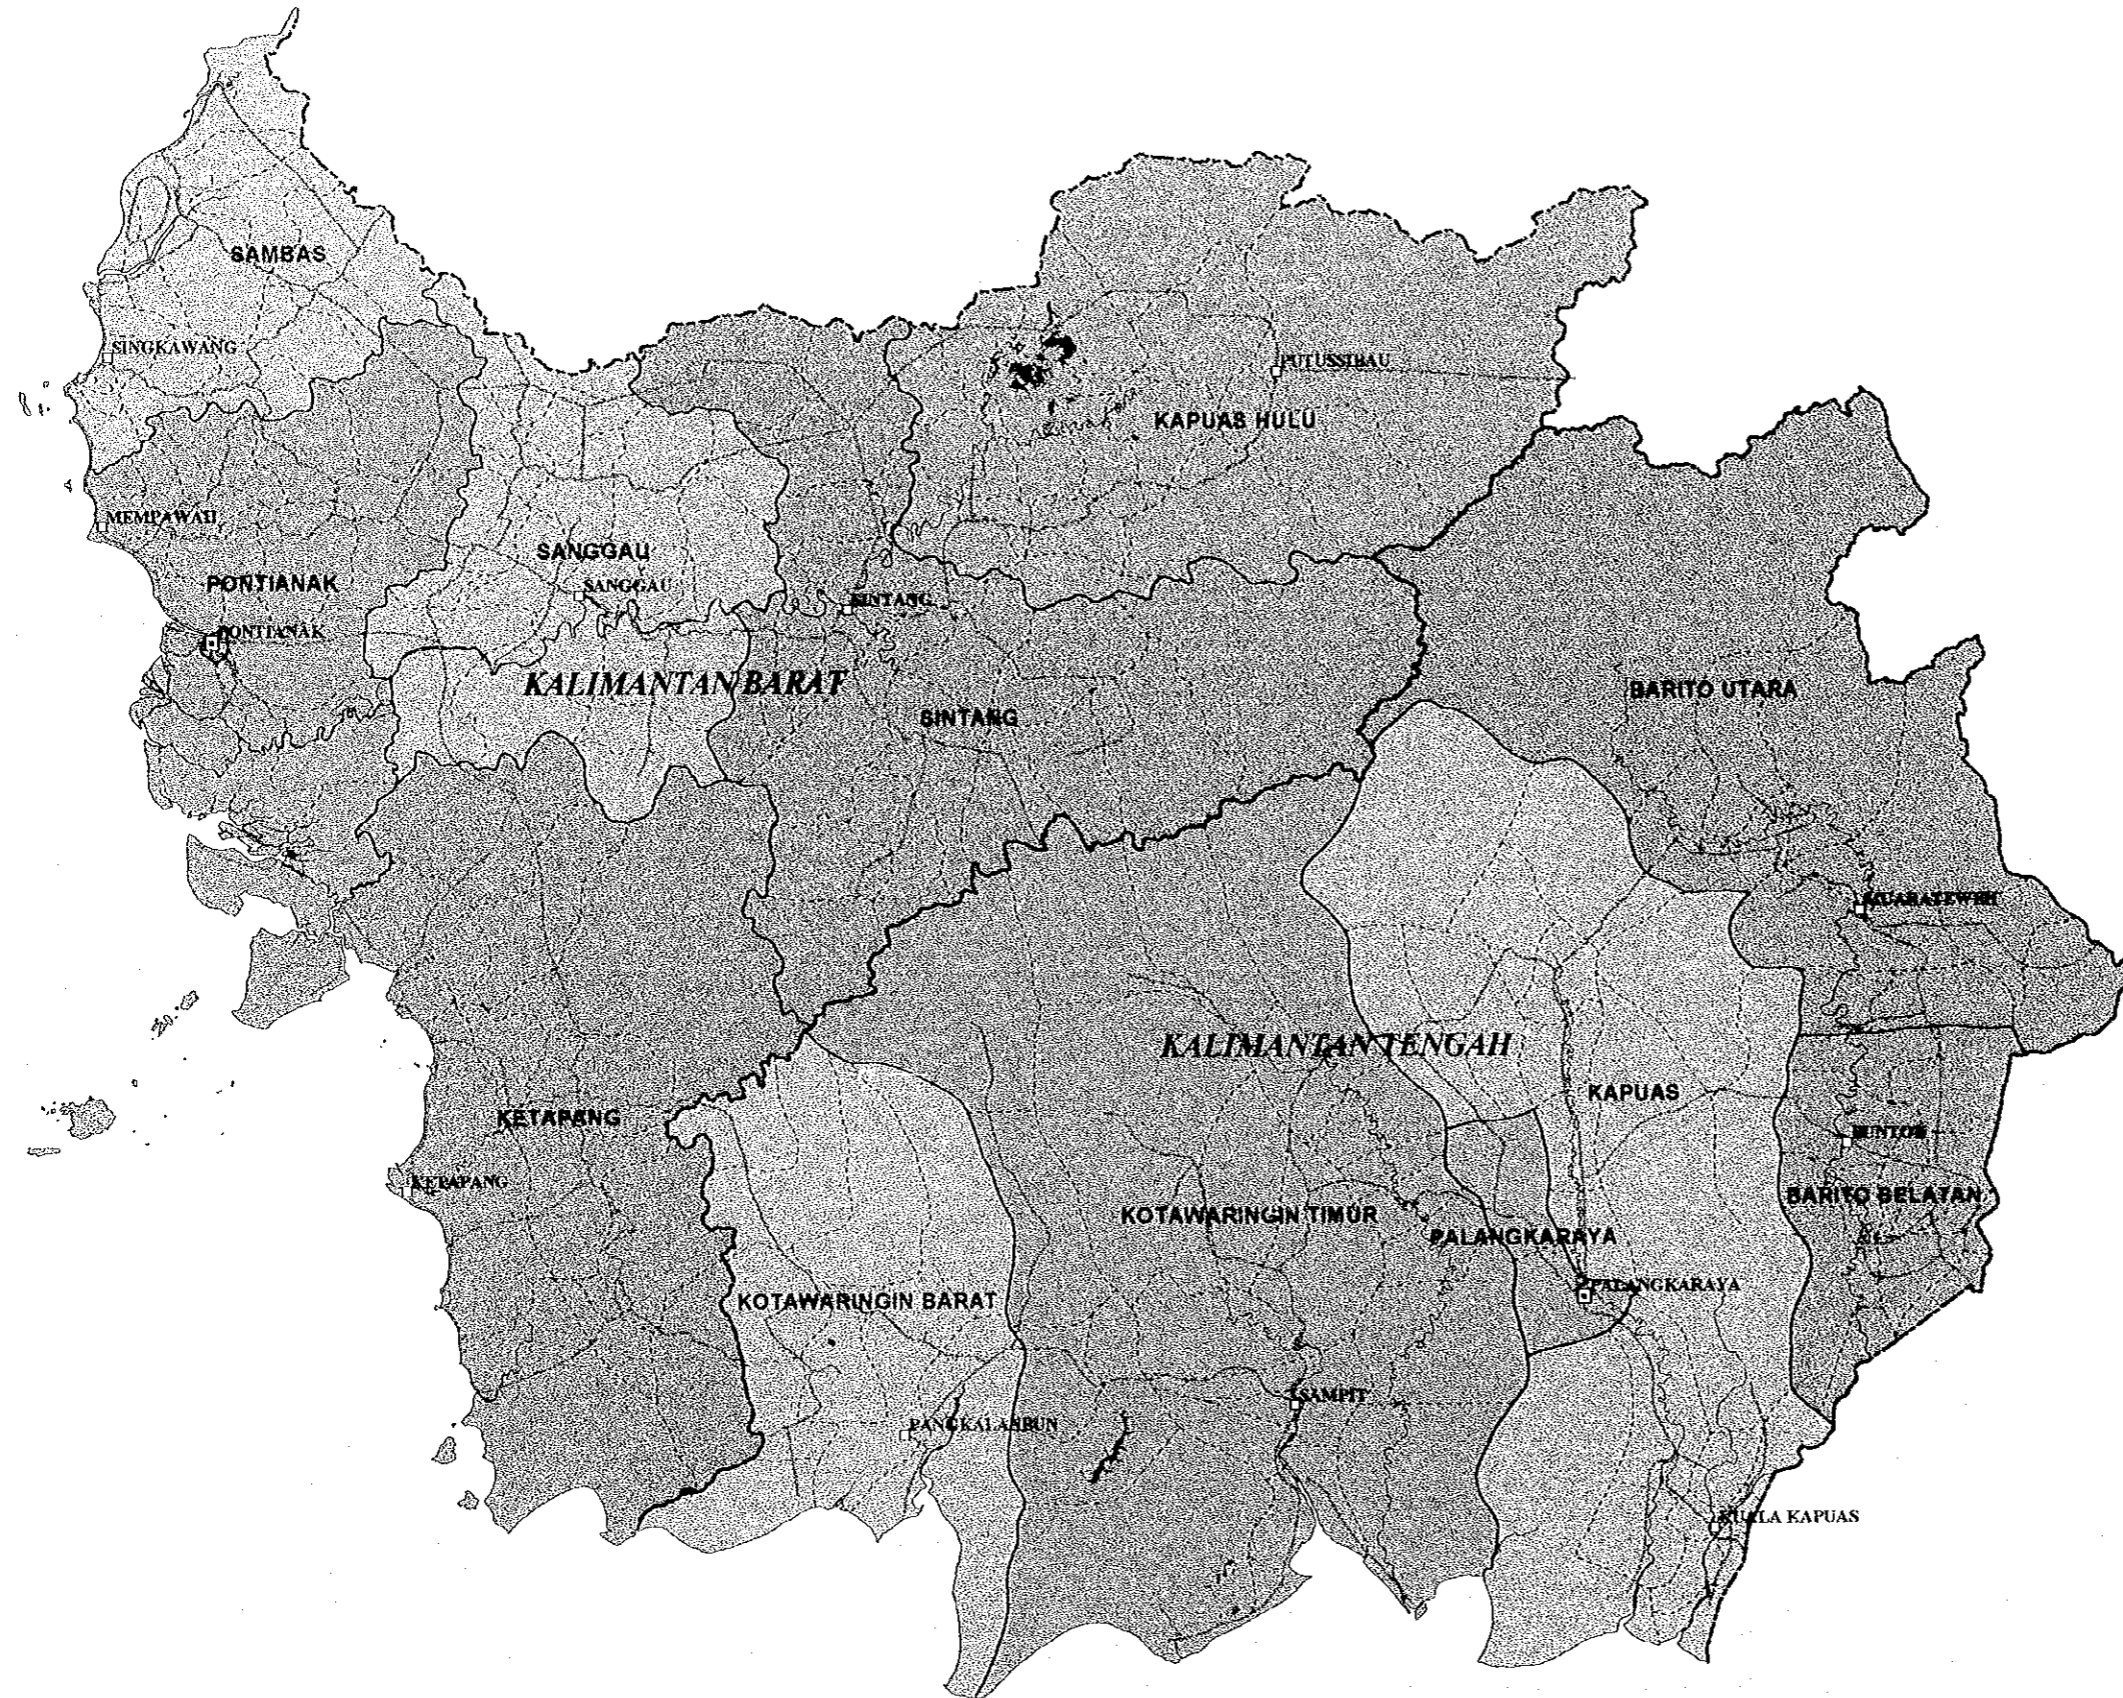 SAMBAS
SINGKAWANG
PUTUSSIBAU
KAPUAS HULU
MEMPAWAH
SANGGAU
PONTIANAK
SANGGAU
SINTANG
PONTIANAK
KALIMANTAN BARAT
BARITO UTARA
SINTANG
MUARATEWEH
KALIMANTAN TENGAH
KAPUAS
KETAPANG
BUNTOK
KETAPANG
BARITO SELATAN
KOTAWARINGIN TIMUR
PALANGKARAYA
PALANGKARAYA
KOTAWARINGIN BARAT
SAMPIT
PANGKALANBUN
KUALA KAPUAS